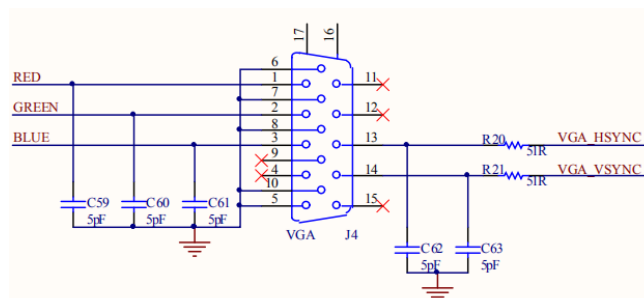 17
16
6
RED
1
11
7
GREEN
2
12
8
BLUE
3
13
R20
VGA_HSYNC
51R
9
4
14
R21
VGA_VSYNC
51R
10
5
15
C59
5pF
C60
5pF
C61
5pF
VGA
J4
C62
5pF
C63
5pF